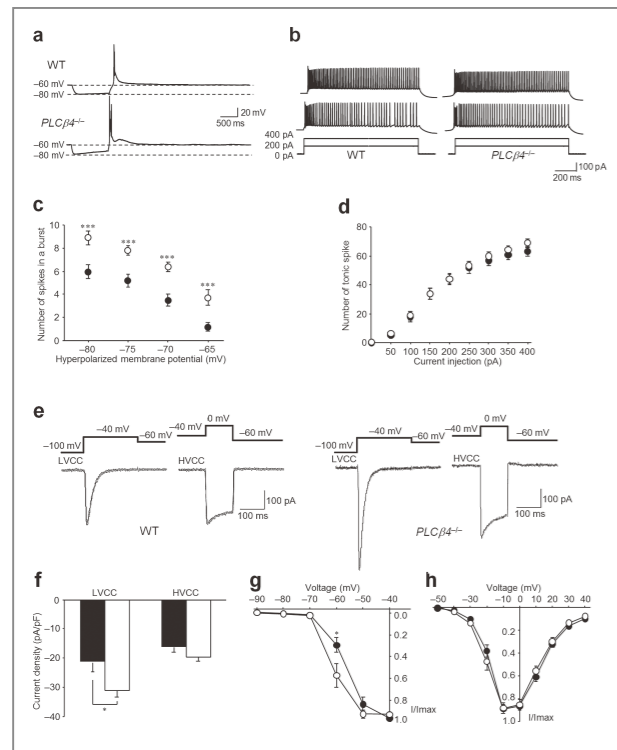 a
WT
–60 mV
–80 mV
20 mV
500 ms
PLCβ4–/–
–60 mV
–80 mV
b
400 pA
200 pA
0 pA
WT
PLCβ4–/–
100 pA
200 ms
c
Number of spikes in a burst
10
8
6
4
2
0
***
***
***
***
–80 –75 –70 –65
Hyperpolarized membrane potential (mV)
d
Number of tonic spike
80
60
40
20
0
50 100 150 200 250 300 350 400
Current injection (pA)
e
–100 mV
–40 mV
–60 mV
–40 mV
0 mV
–60 mV
LVCC
HVCC
100 pA
100 ms
WT
–100 mV
–40 mV
–60 mV
–40 mV
0 mV
–60 mV
LVCC
HVCC
100 pA
100 ms
PLCβ4–/–
f
LVCC HVCC
Current density (pA/pF)
0
–10
–20
–30
–40
*
g
Voltage (mV)
–90 –80 –70 –60 –50 –40
*
0.0
0.2
0.4
0.6
0.8
1.0
I/Imax
h
Voltage (mV)
–50 –40 –30 –20 –10 0 10 20 30 40
0.2
0.4
0.6
0.8
1.0
I/Imax